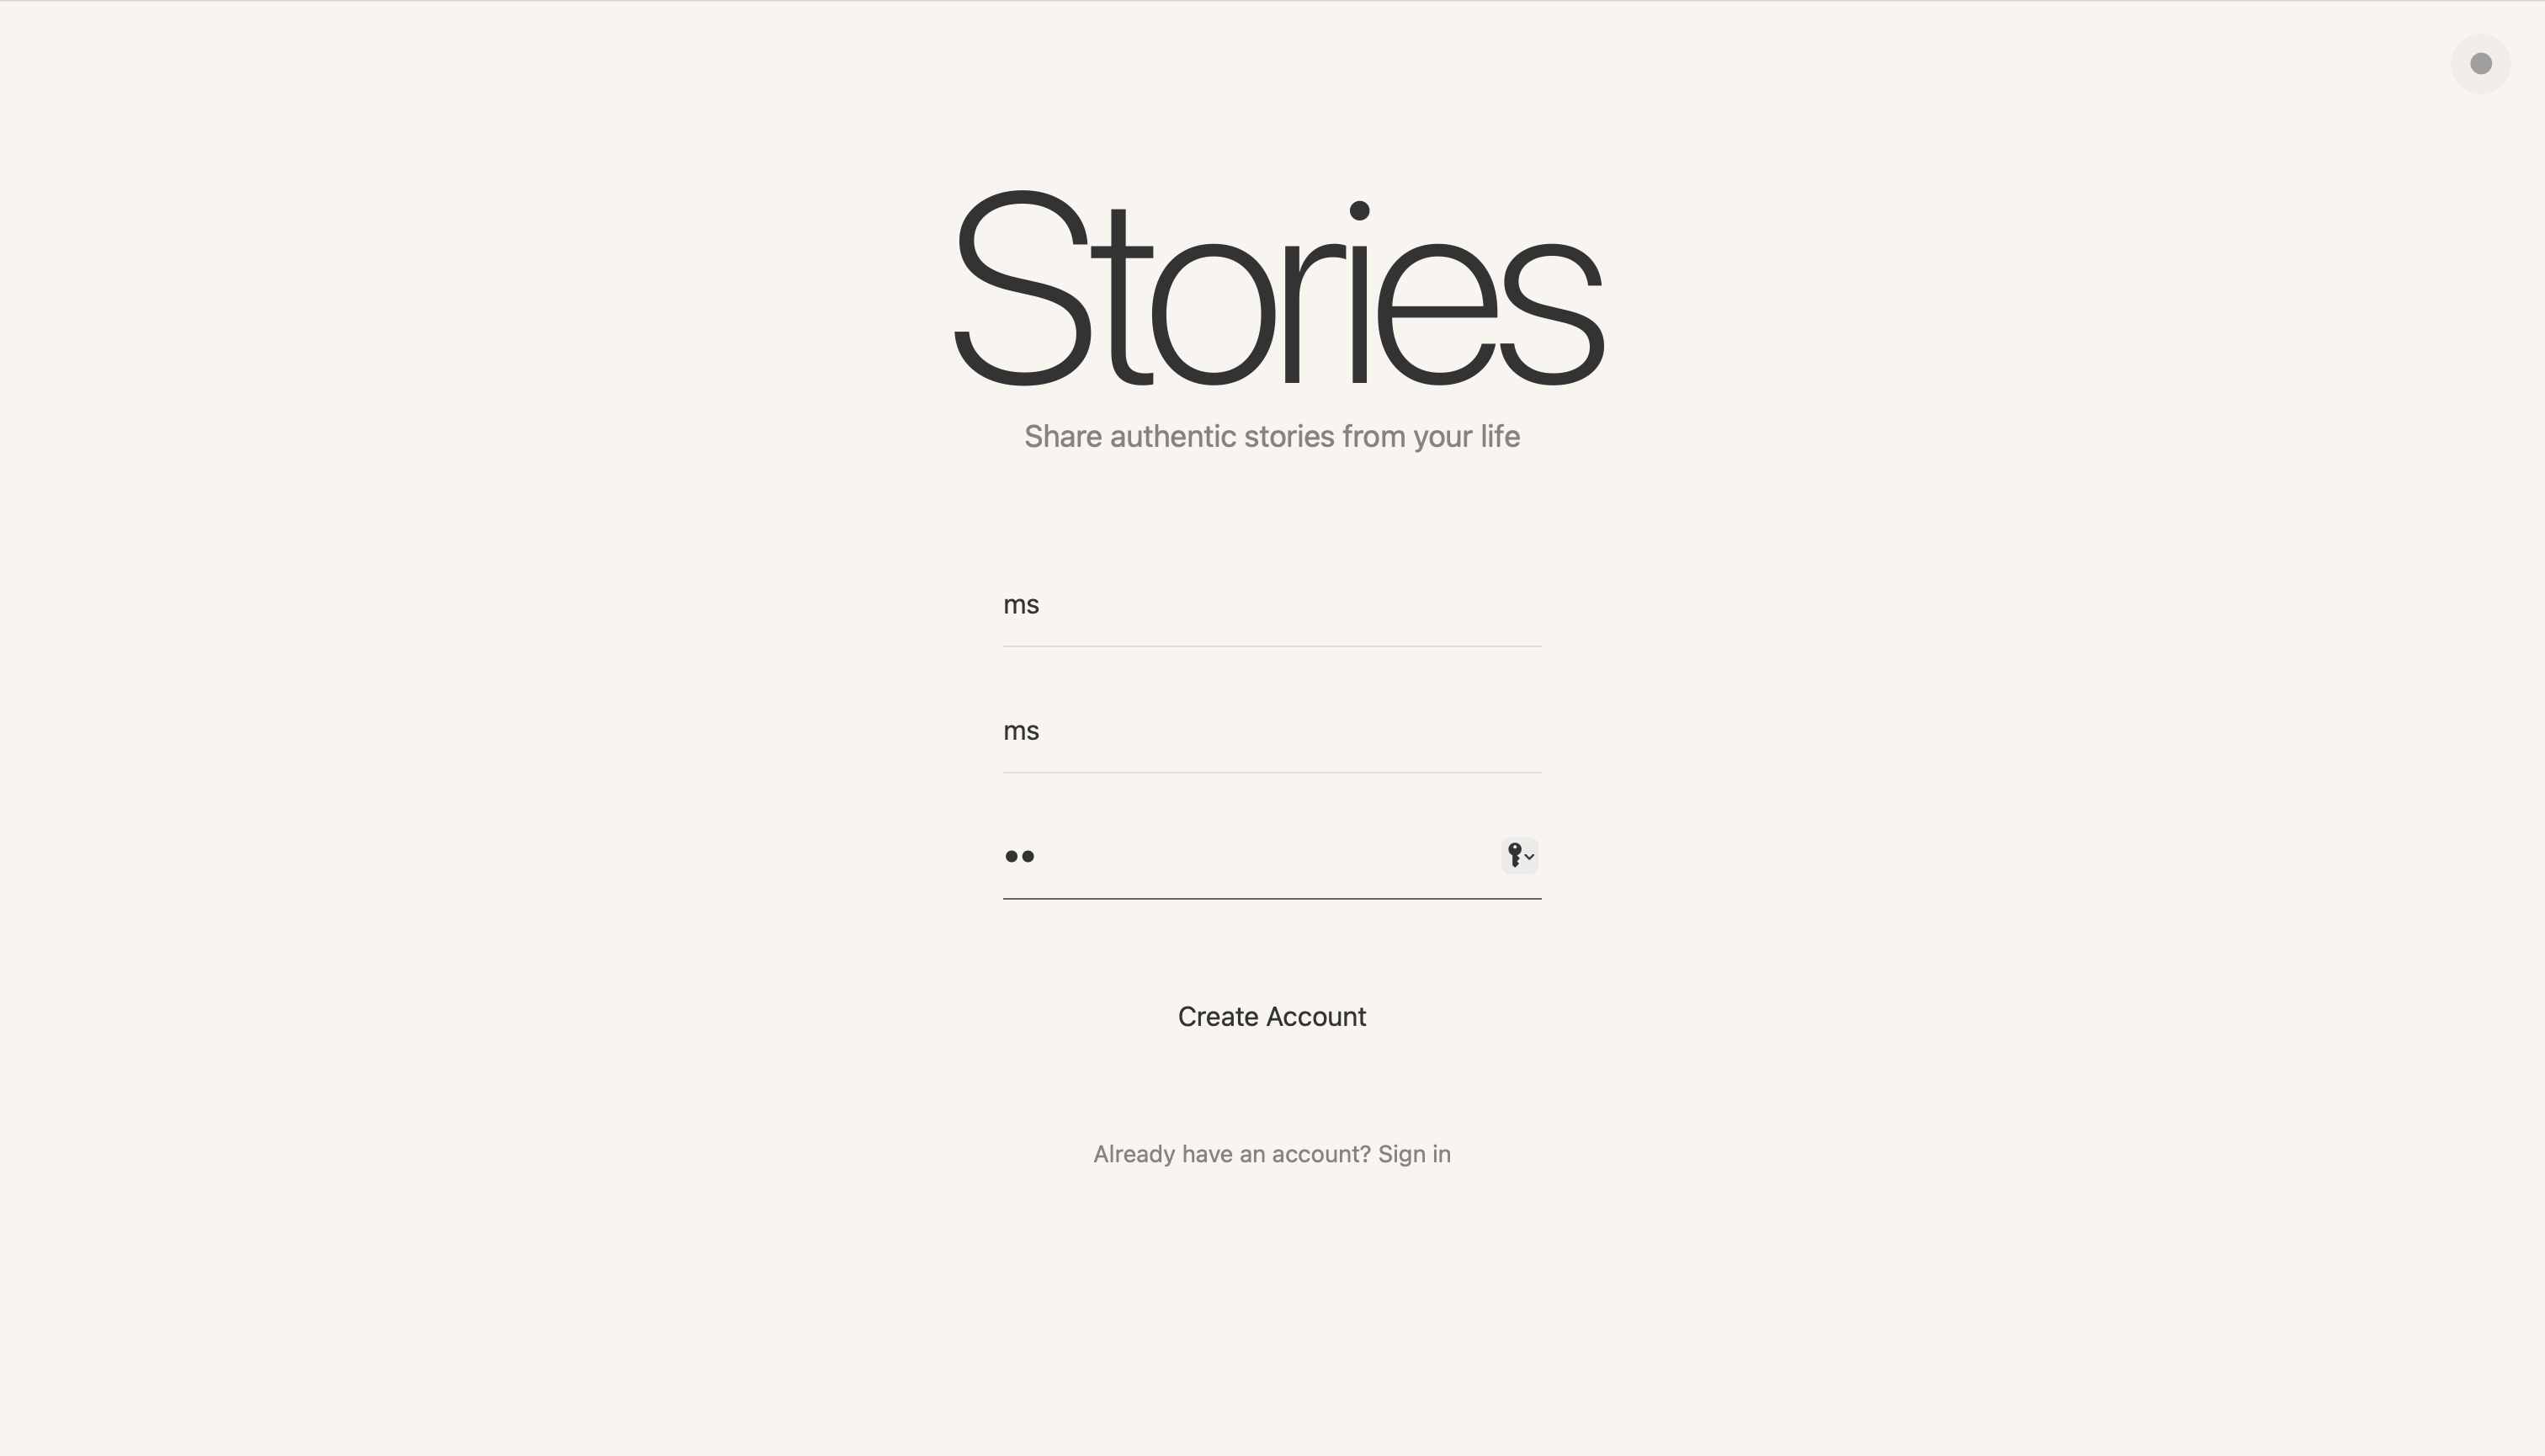 Stories
Share authentic stories from your life
ms
ms
Create Account
Already have an account? Sign in